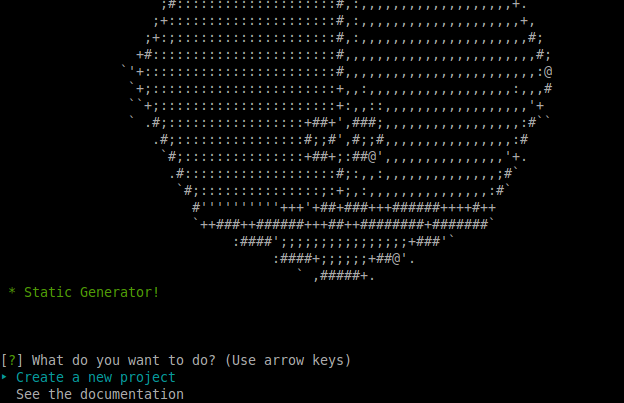 * Static Generator!
[?] What do you want to do? (Use arrow keys)
‣ Create a new project
See the documentation